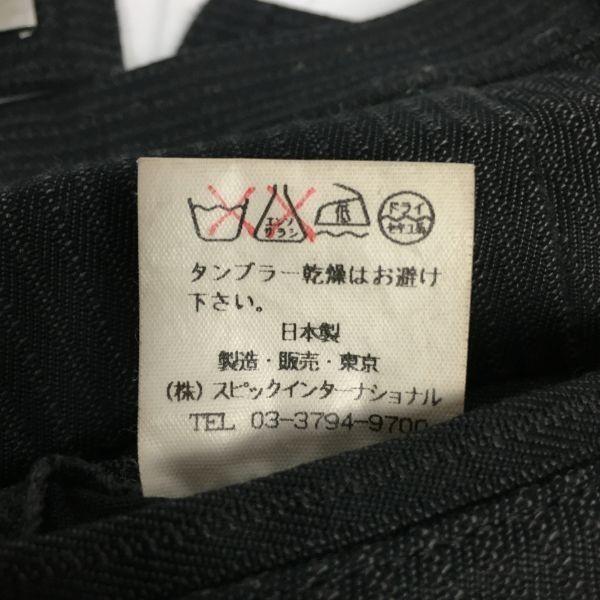 エンソ
サラシ
低
ドライ
セキユ系
タンブラー乾燥はお避け
下さい。
日本製
製造・販売・東京
(株) スピックインターナショナル
TEL 03-3794-9700